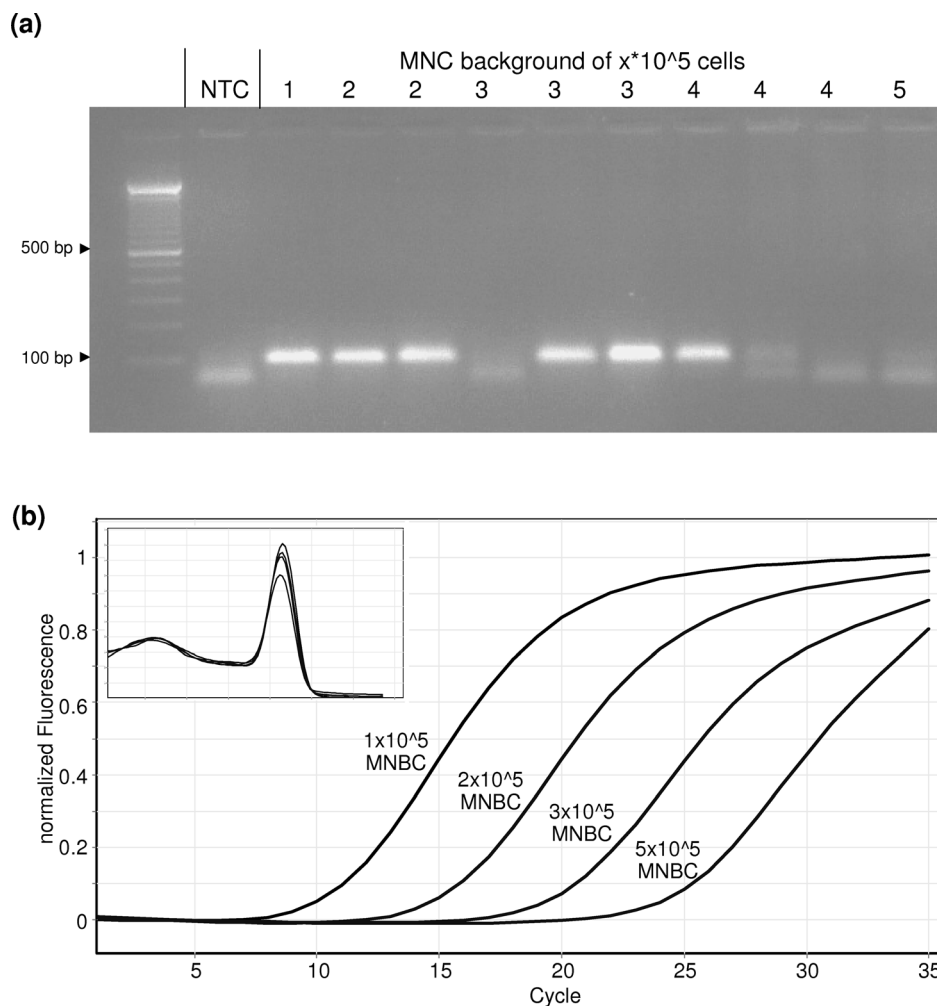 (a)
MNC background of x*10^5 cells
NTC 1 2 2 3 3 3 4 4 4 5
500 bp
100 bp
(b)
normalized Fluorescence
1
0.8
0.6
0.4
0.2
0
1x10^5
MNBC
2x10^5
MNBC
3x10^5
MNBC
5x10^5
MNBC
5 10 15 20 25 30 35
Cycle